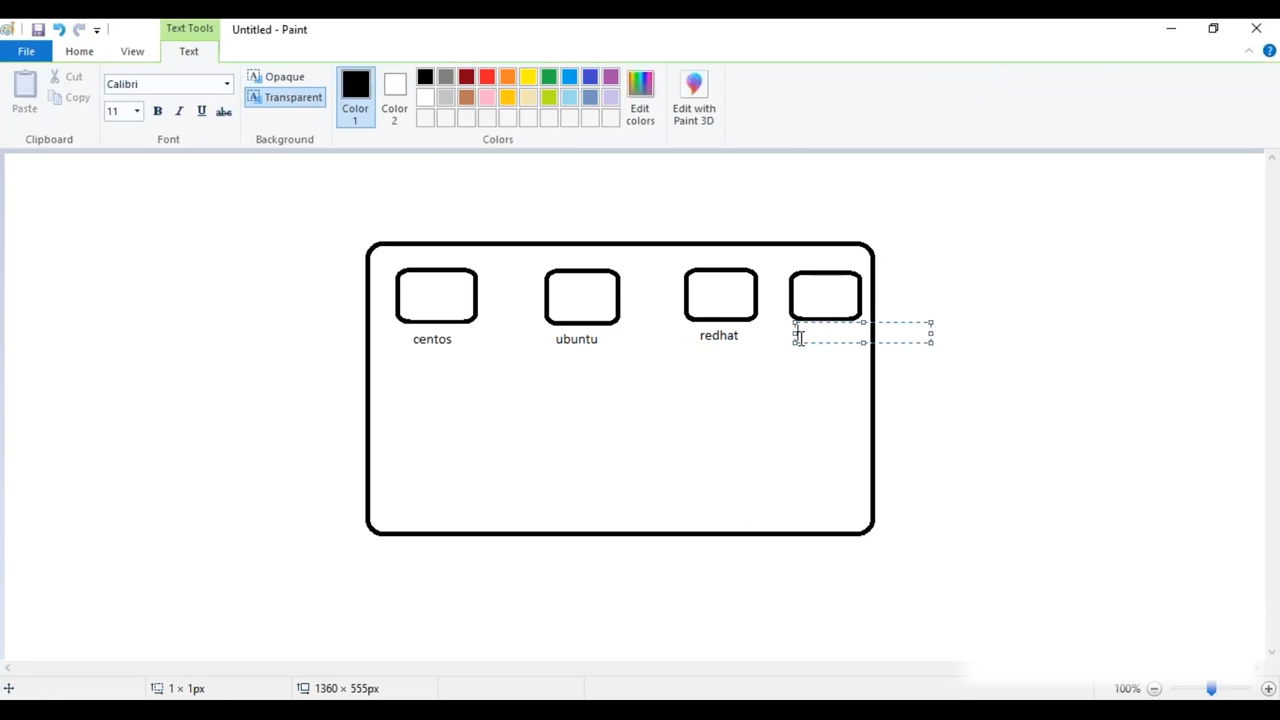 Text Tools
Untitled - Paint
File
Home
View
Text
Paste
Cut
Copy
Clipboard
Calibri
11
B
I
U
abc
Font
A Opaque
A Transparent
Background
Color
1
Color
2
Edit
colors
Colors
Edit with
Paint 3D
centos
ubuntu
redhat
1 × 1px
1360 × 555px
100%